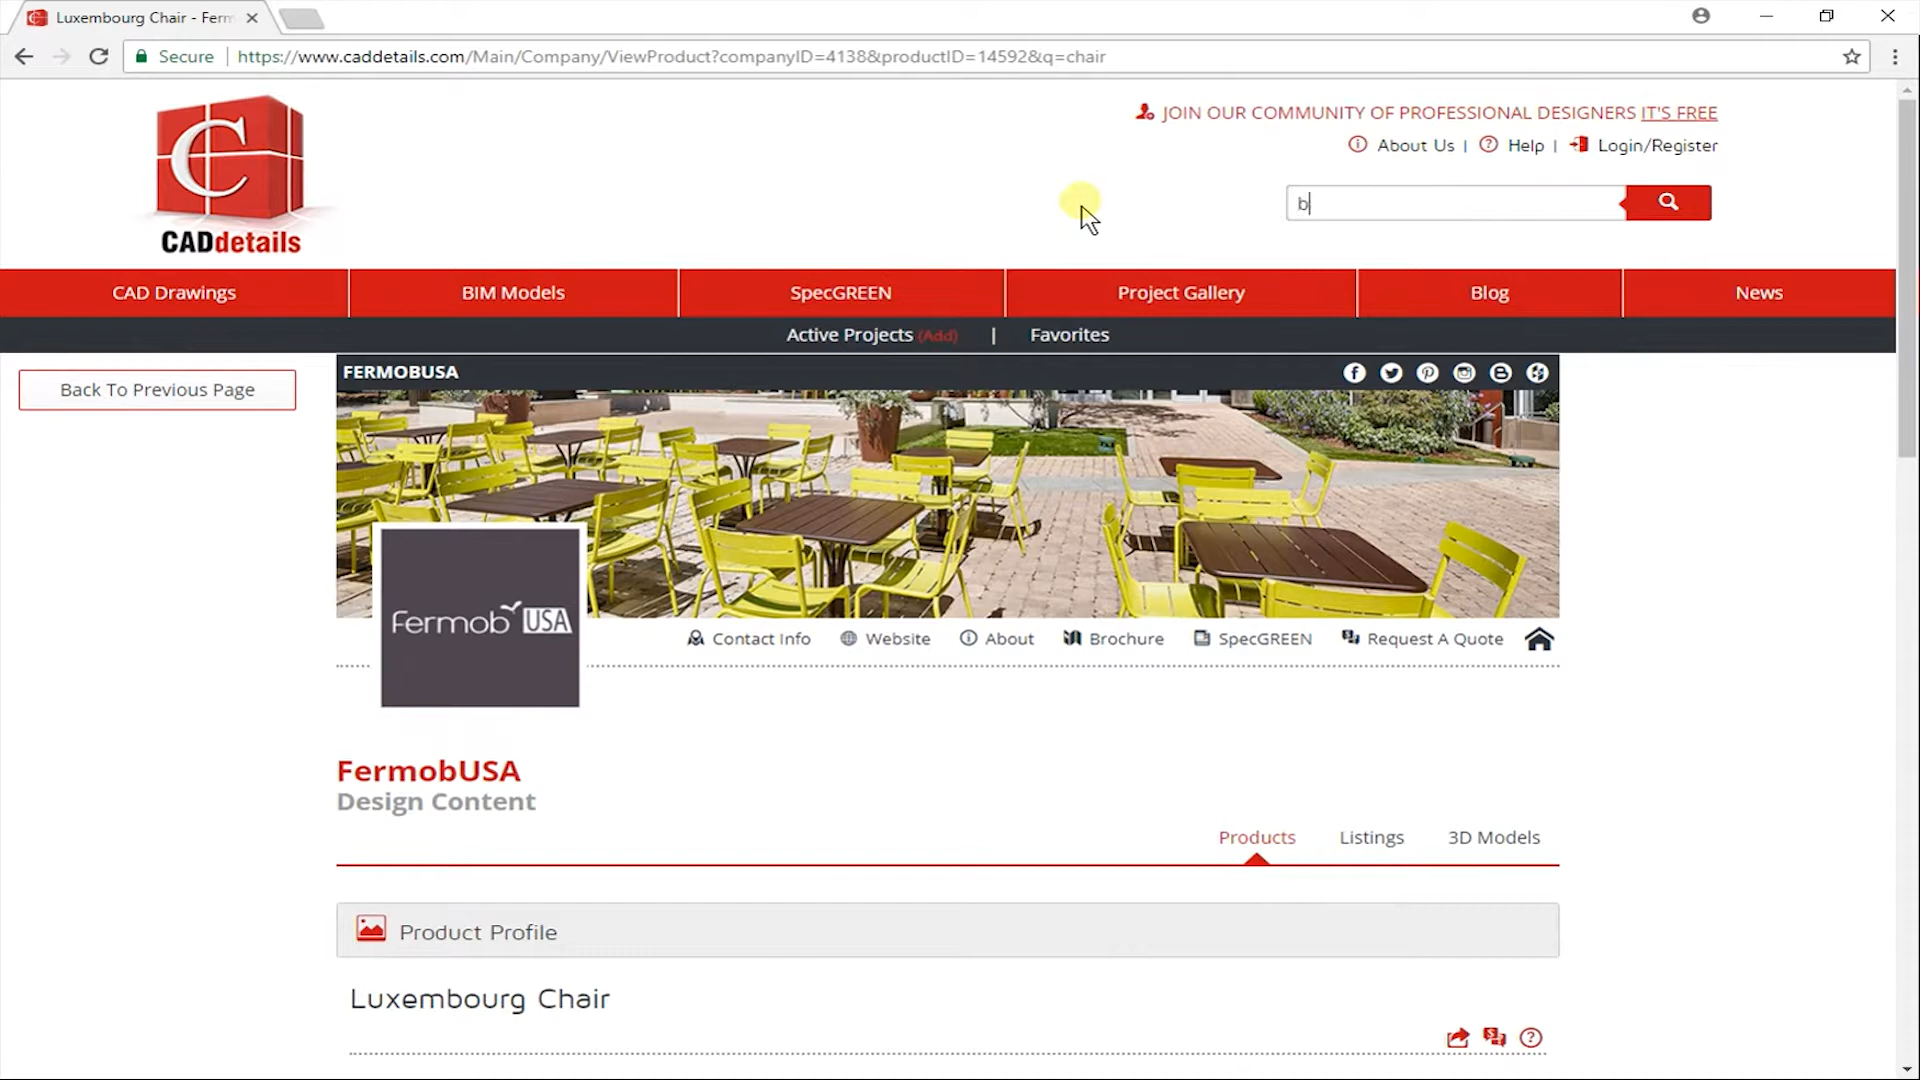 Luxembourg Chair - Ferm
Secure
https://www.caddetails.com/Main/Company/ViewProduct?companyID=4138&productID=14592&q=chair
JOIN OUR COMMUNITY OF PROFESSIONAL DESIGNERS IT'S FREE
About Us | Help | Login/Register
b
C
CADdetails
CAD Drawings
BIM Models
SpecGREEN
Project Gallery
Blog
News
Active Projects (Add) | Favorites
Back To Previous Page
FERMOBUSA
Fermob USA
Contact Info
Website
About
Brochure
SpecGREEN
Request A Quote
FermobUSA
Design Content
Products
Listings
3D Models
Product Profile
Luxembourg Chair